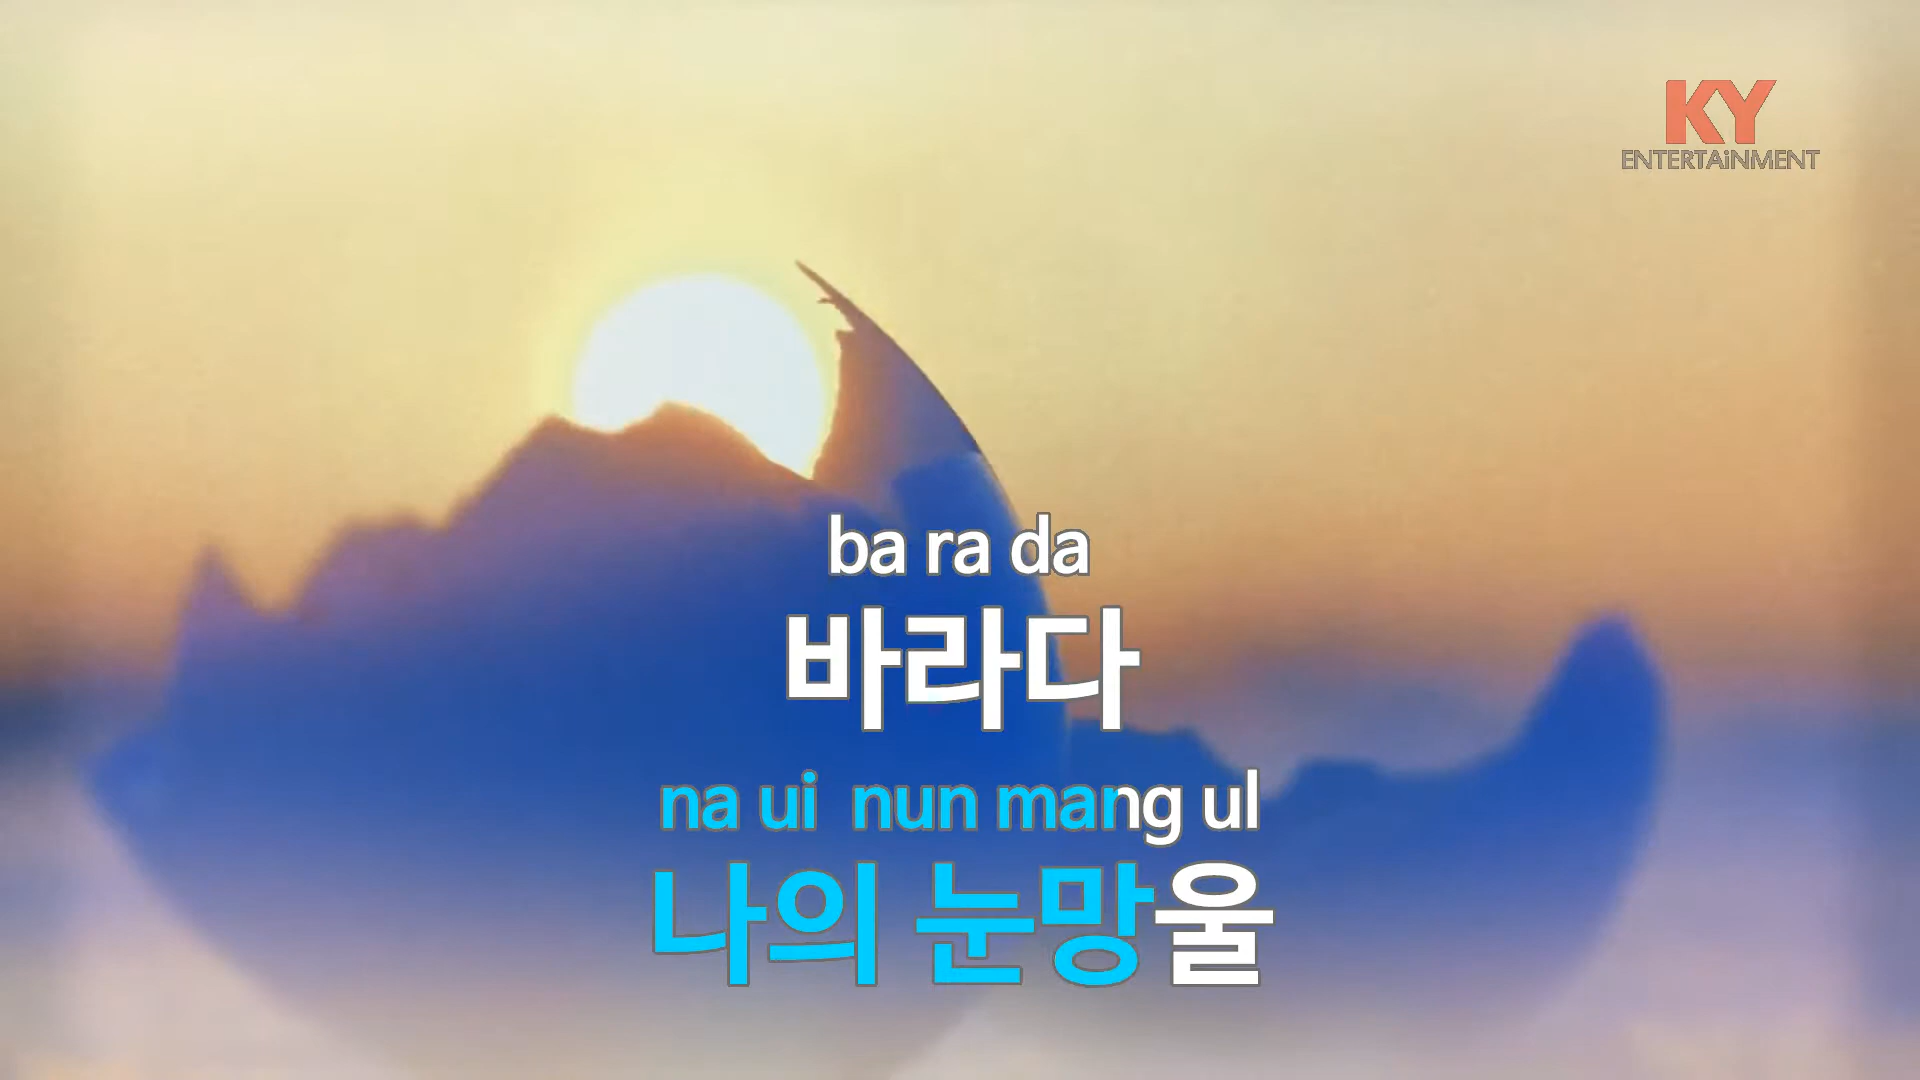 KY
ENTERTAiNMENT
ba ra da
바라다
na ui nun mang ul
나의 눈망울